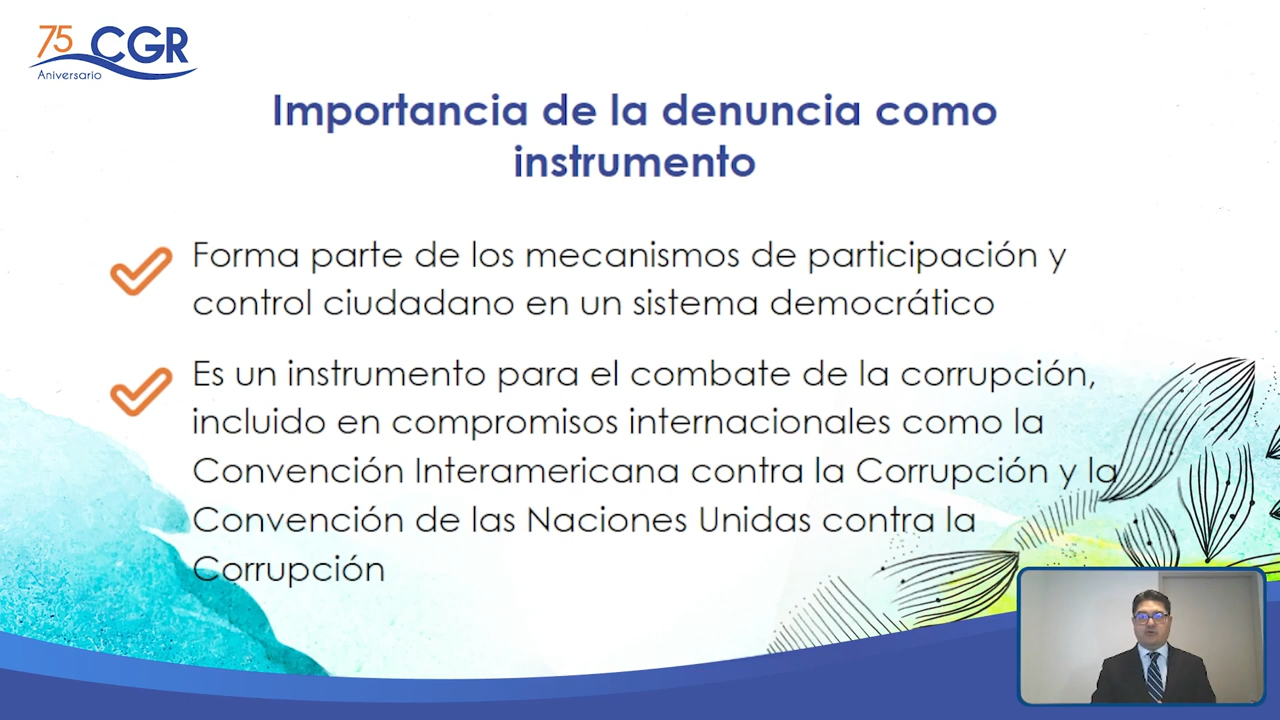 75 CGR
Aniversario
Importancia de la denuncia como
instrumento
Forma parte de los mecanismos de participación y
control ciudadano en un sistema democrático
Es un instrumento para el combate de la corrupción,
incluido en compromisos internacionales como la
Convención Interamericana contra la Corrupción y la
Convención de las Naciones Unidas contra la
Corrupción